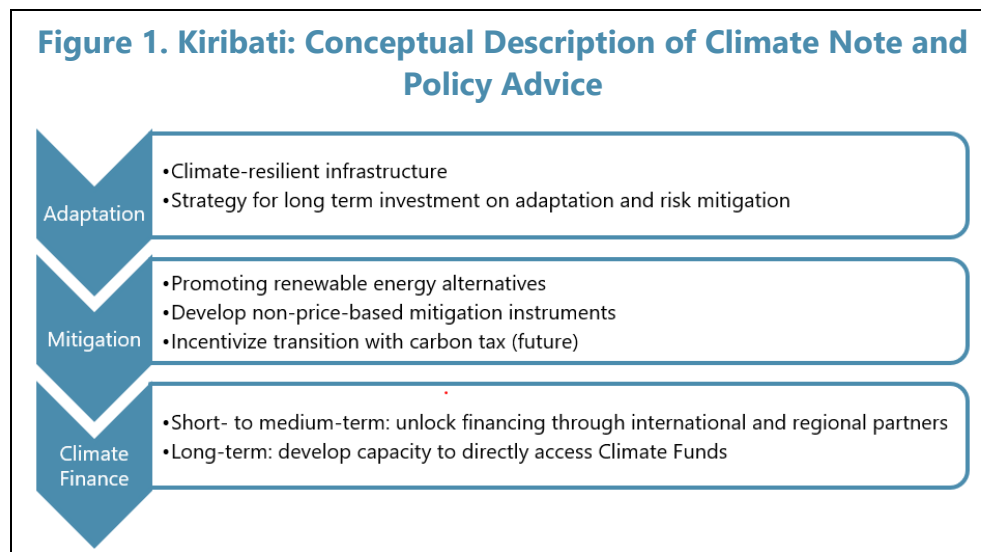 Figure 1. Kiribati: Conceptual Description of Climate Note and
Policy Advice
Adaptation
•Climate-resilient infrastructure
•Strategy for long term investment on adaptation and risk mitigation
Mitigation
•Promoting renewable energy alternatives
•Develop non-price-based mitigation instruments
•Incentivize transition with carbon tax (future)
Climate
Finance
•Short- to medium-term: unlock financing through international and regional partners
•Long-term: develop capacity to directly access Climate Funds